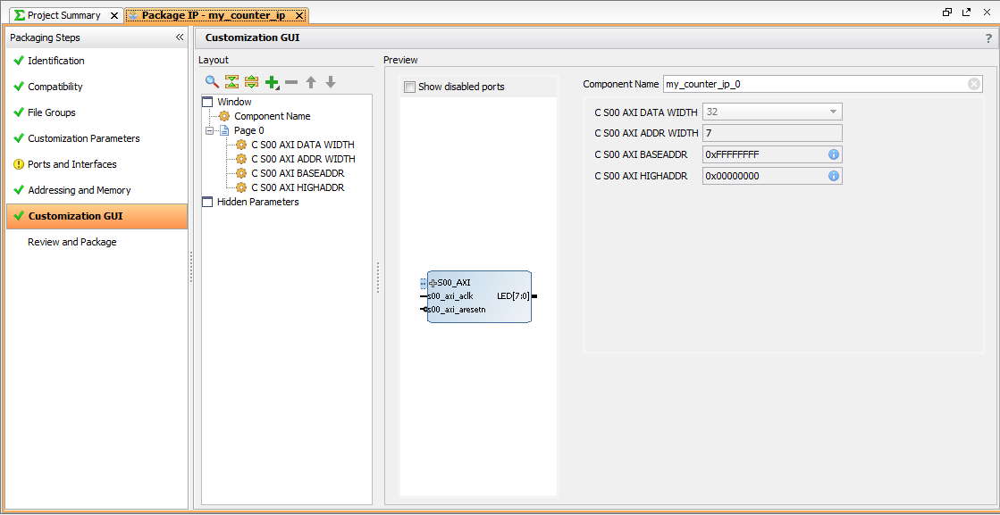 Project Summary
Package IP - my_counter_ip
Packaging Steps
Identification
Compatibility
File Groups
Customization Parameters
Ports and Interfaces
Addressing and Memory
Customization GUI
Review and Package
Customization GUI
?
Layout
Window
Component Name
Page 0
C S00 AXI DATA WIDTH
C S00 AXI ADDR WIDTH
C S00 AXI BASEADDR
C S00 AXI HIGHADDR
Hidden Parameters
Preview
Show disabled ports
S00_AXI
s00_axi_aclk LED[7:0]
s00_axi_aresetn
Component Name my_counter_ip_0
C S00 AXI DATA WIDTH 32
C S00 AXI ADDR WIDTH 7
C S00 AXI BASEADDR 0xFFFFFFFF
C S00 AXI HIGHADDR 0x00000000